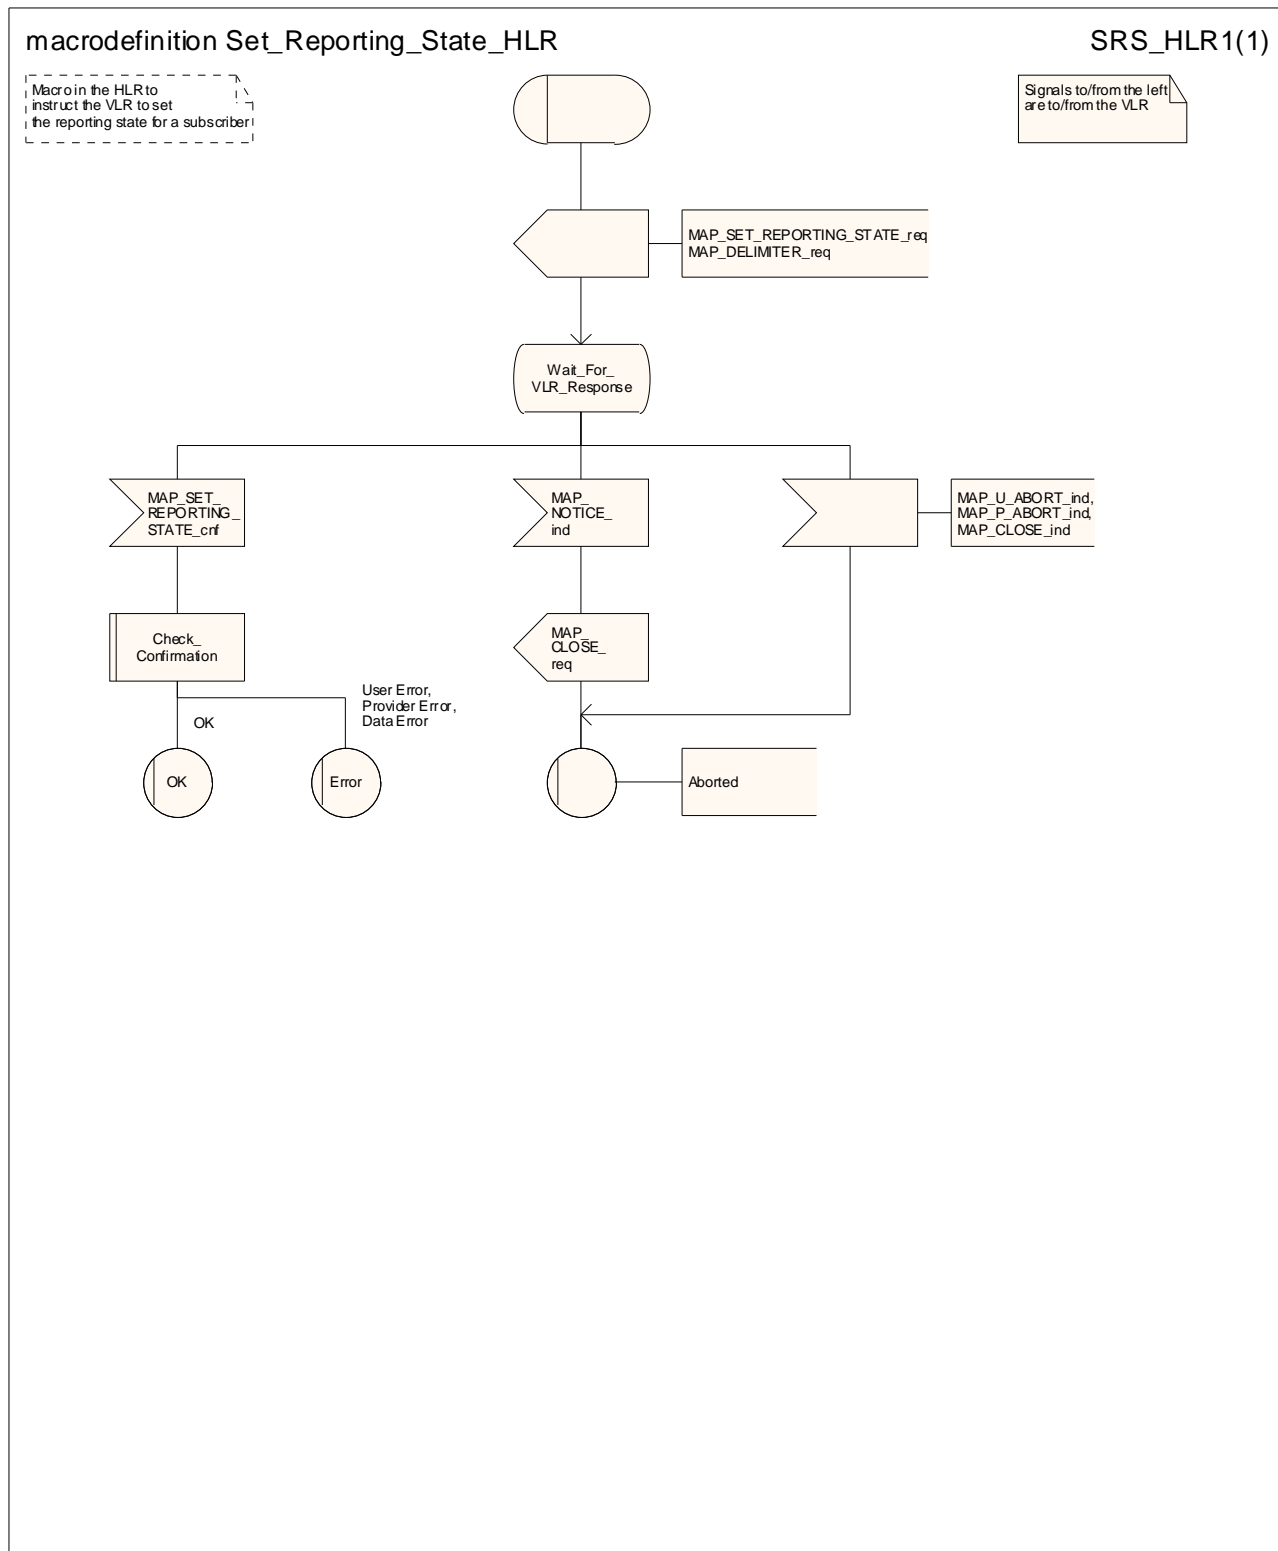 macrodefinition Set_Reporting_State_HLR
SRS_HLR1(1)
Macro in the HLR to
instruct the VLR to set
the reporting state for a subscriber
Signals to/from the left
are to/from the VLR
MAP_SET_REPORTING_STATE_req
MAP_DELIMITER_req
Wait_For_
VLR_Response
MAP_SET_
REPORTING_
STATE_cnf
MAP_
NOTICE_
ind
MAP_U_ABORT_ind,
MAP_P_ABORT_ind,
MAP_CLOSE_ind
Check_
Confirmation
MAP_
CLOSE_
req
User Error,
Provider Error,
Data Error
OK
OK
Error
Aborted